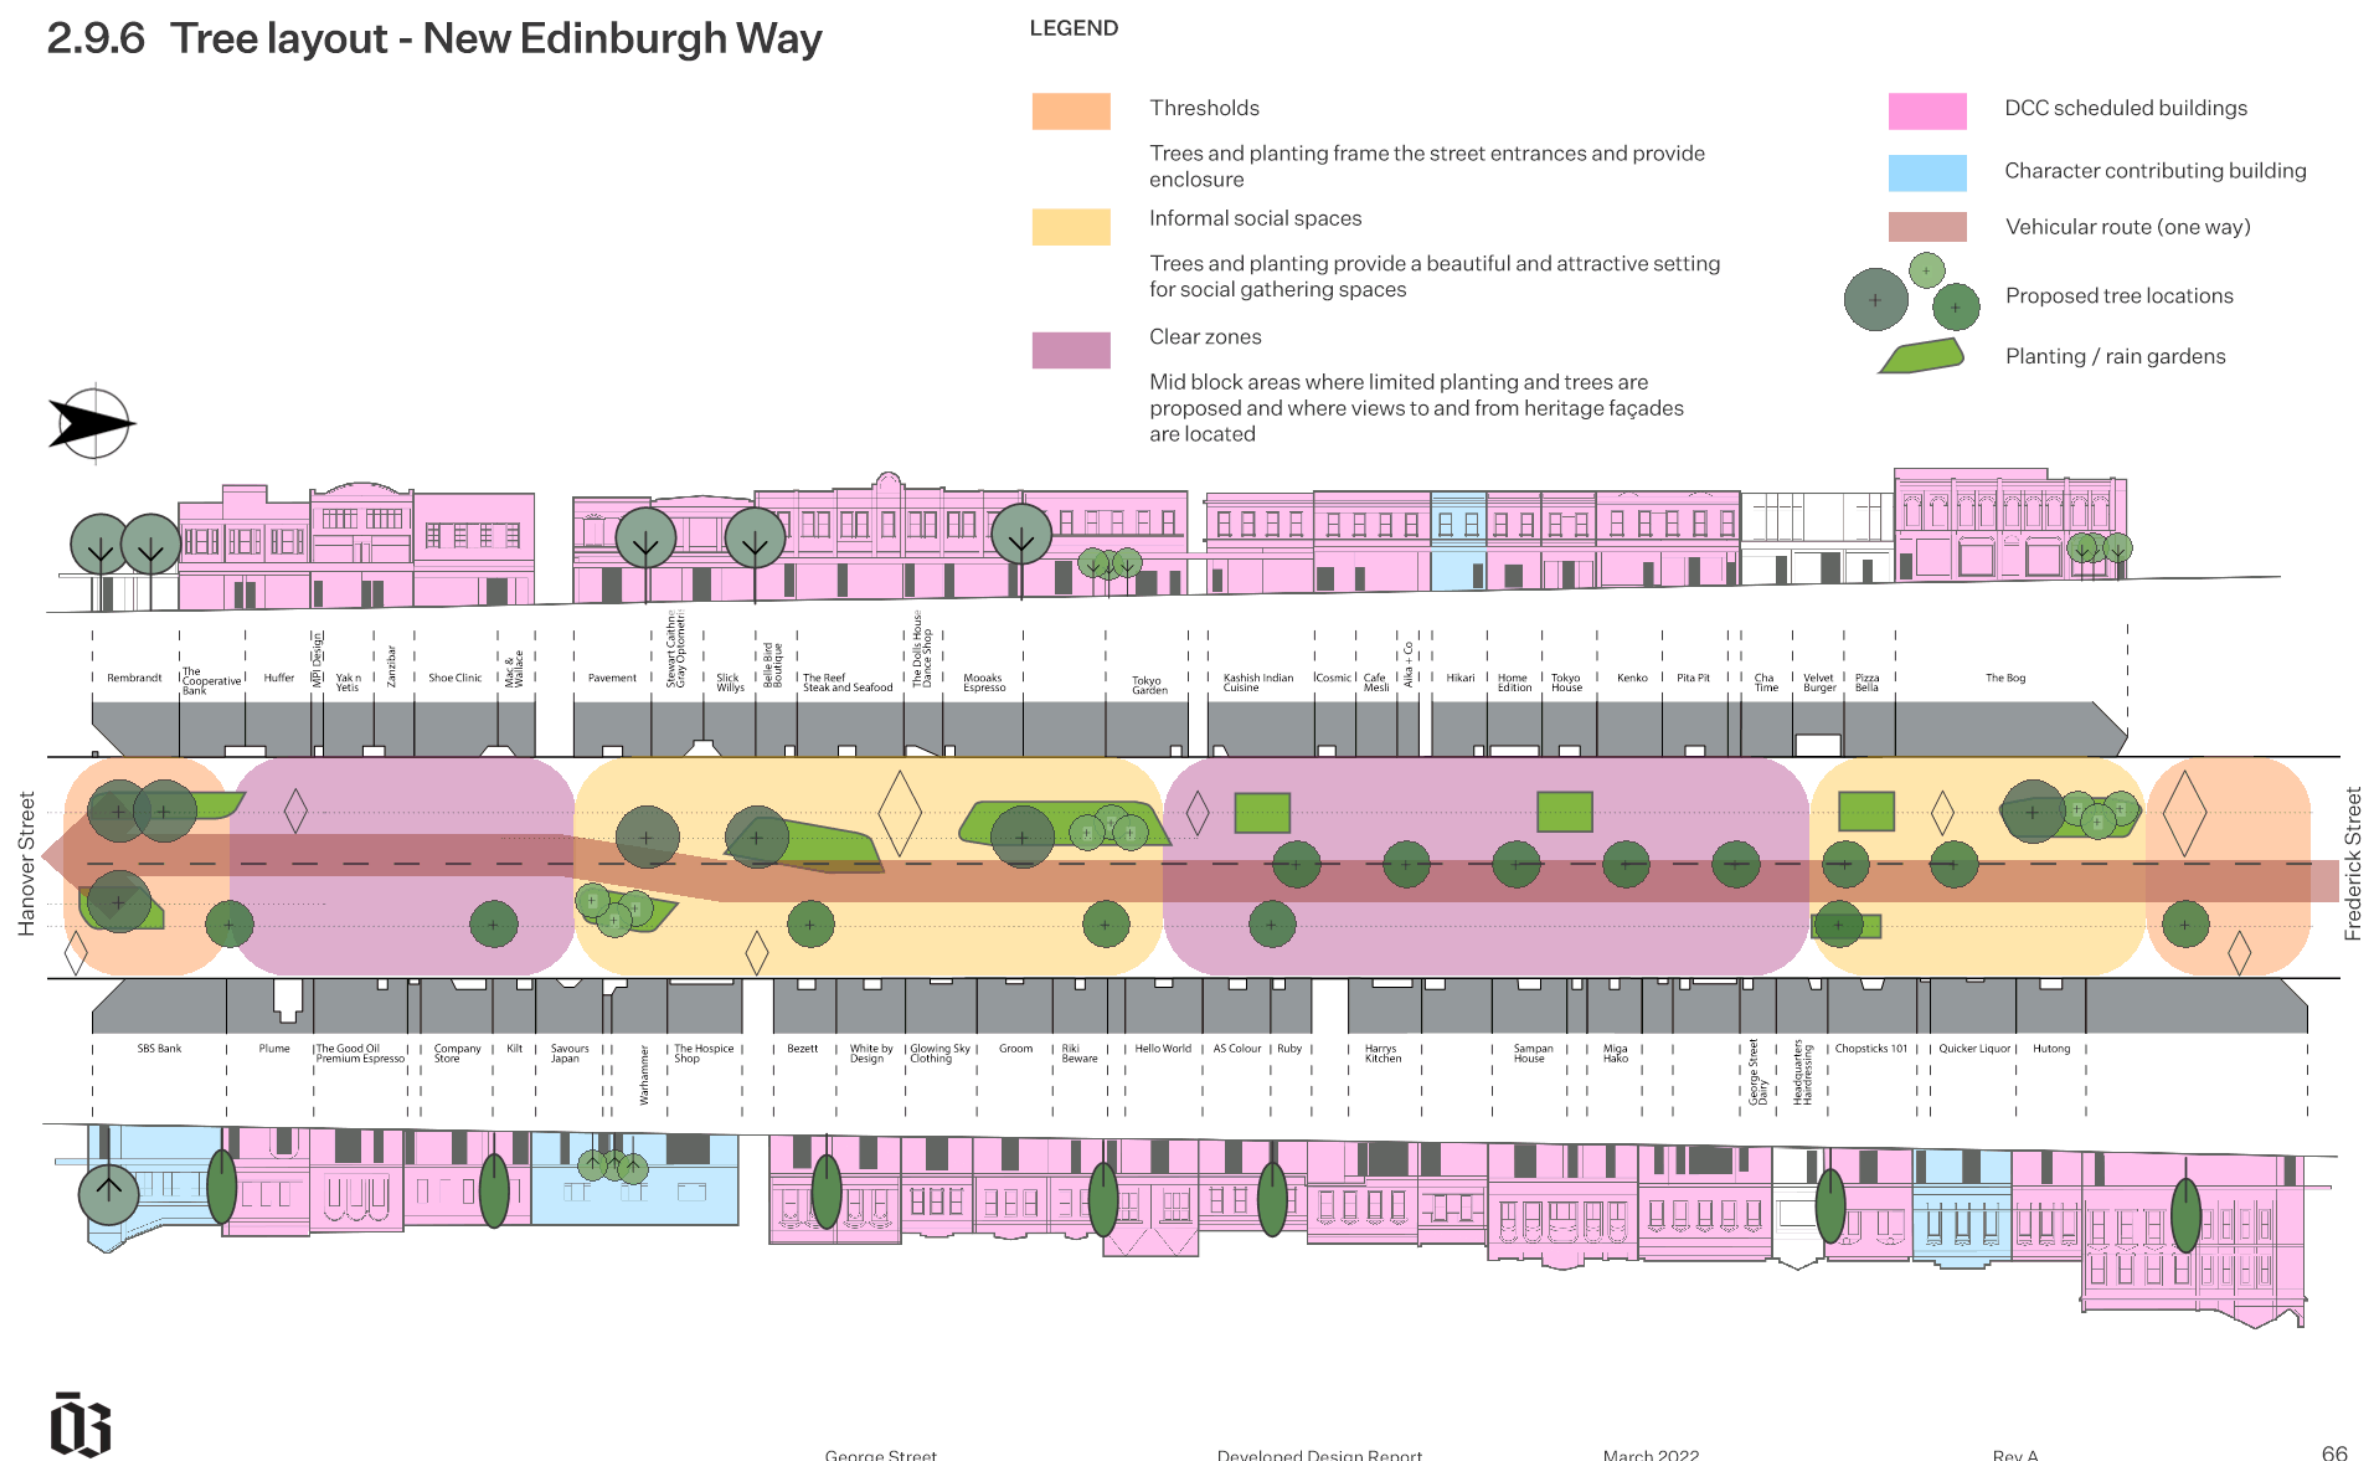 2.9.6 Tree layout - New Edinburgh Way
LEGEND
Thresholds
Trees and planting frame the street entrances and provide
enclosure
Informal social spaces
Trees and planting provide a beautiful and attractive setting
for social gathering spaces
Clear zones
Mid block areas where limited planting and trees are
proposed and where views to and from heritage façades
are located
DCC scheduled buildings
Character contributing building
Vehicular route (one way)
Proposed tree locations
Planting / rain gardens
Rembrandt
The
Cooperative
Bank
Huffer
MPI Design
Yak n
Yetis
Zanzibar
Shoe Clinic
Mac &
Wallace
Pavement
Stewart Caithne
Gray Optometris
Slick
Willys
Belle Bird
Boutique
The Reef
Steak and Seafood
The Dolls House
Dance Shop
Mooaks
Espresso
Tokyo
Garden
Kashish Indian
Cuisine
Cosmic
Cafe
Mesli
Aika + Co
Hikari
Home
Edition
Tokyo
House
Kenko
Pita Pit
Cha
Time
Velvet
Burger
Pizza
Bella
The Bog
Hanover Street
Frederick Street
SBS Bank
Plume
The Good Oil
Premium Espresso
Company
Store
Kilt
Savours
Japan
Warhammer
The Hospice
Shop
Bezett
White by
Design
Glowing Sky
Clothing
Groom
Riki
Beware
Hello World
AS Colour
Ruby
Harrys
Kitchen
Sampan
House
Miga
Hako
George Street
Dairy
Headquarters
Hairdressing
Chopsticks 101
Quicker Liquor
Hutong
ō3
George Street
Developed Design Report
March 2022
Rev A
66